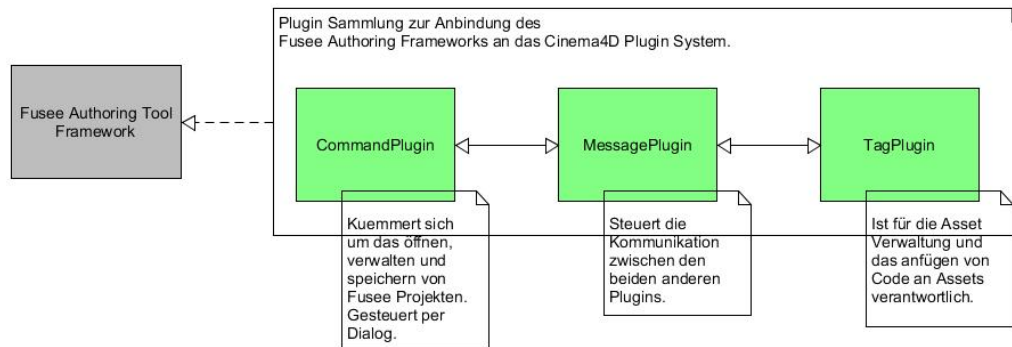 Plugin Sammlung zur Anbindung des
Fusee Authoring Frameworks an das Cinema4D Plugin System.
Fusee Authoring Tool
Framework
CommandPlugin
MessagePlugin
TagPlugin
Kuemmert sich
um das öffnen,
verwalten und
speichern von
Fusee Projekten.
Gesteuert per
Dialog.
Steuert die
Kommunikation
zwischen den
beiden anderen
Plugins.
Ist für die Asset
Verwaltung und
das anfügen von
Code an Assets
verantwortlich.